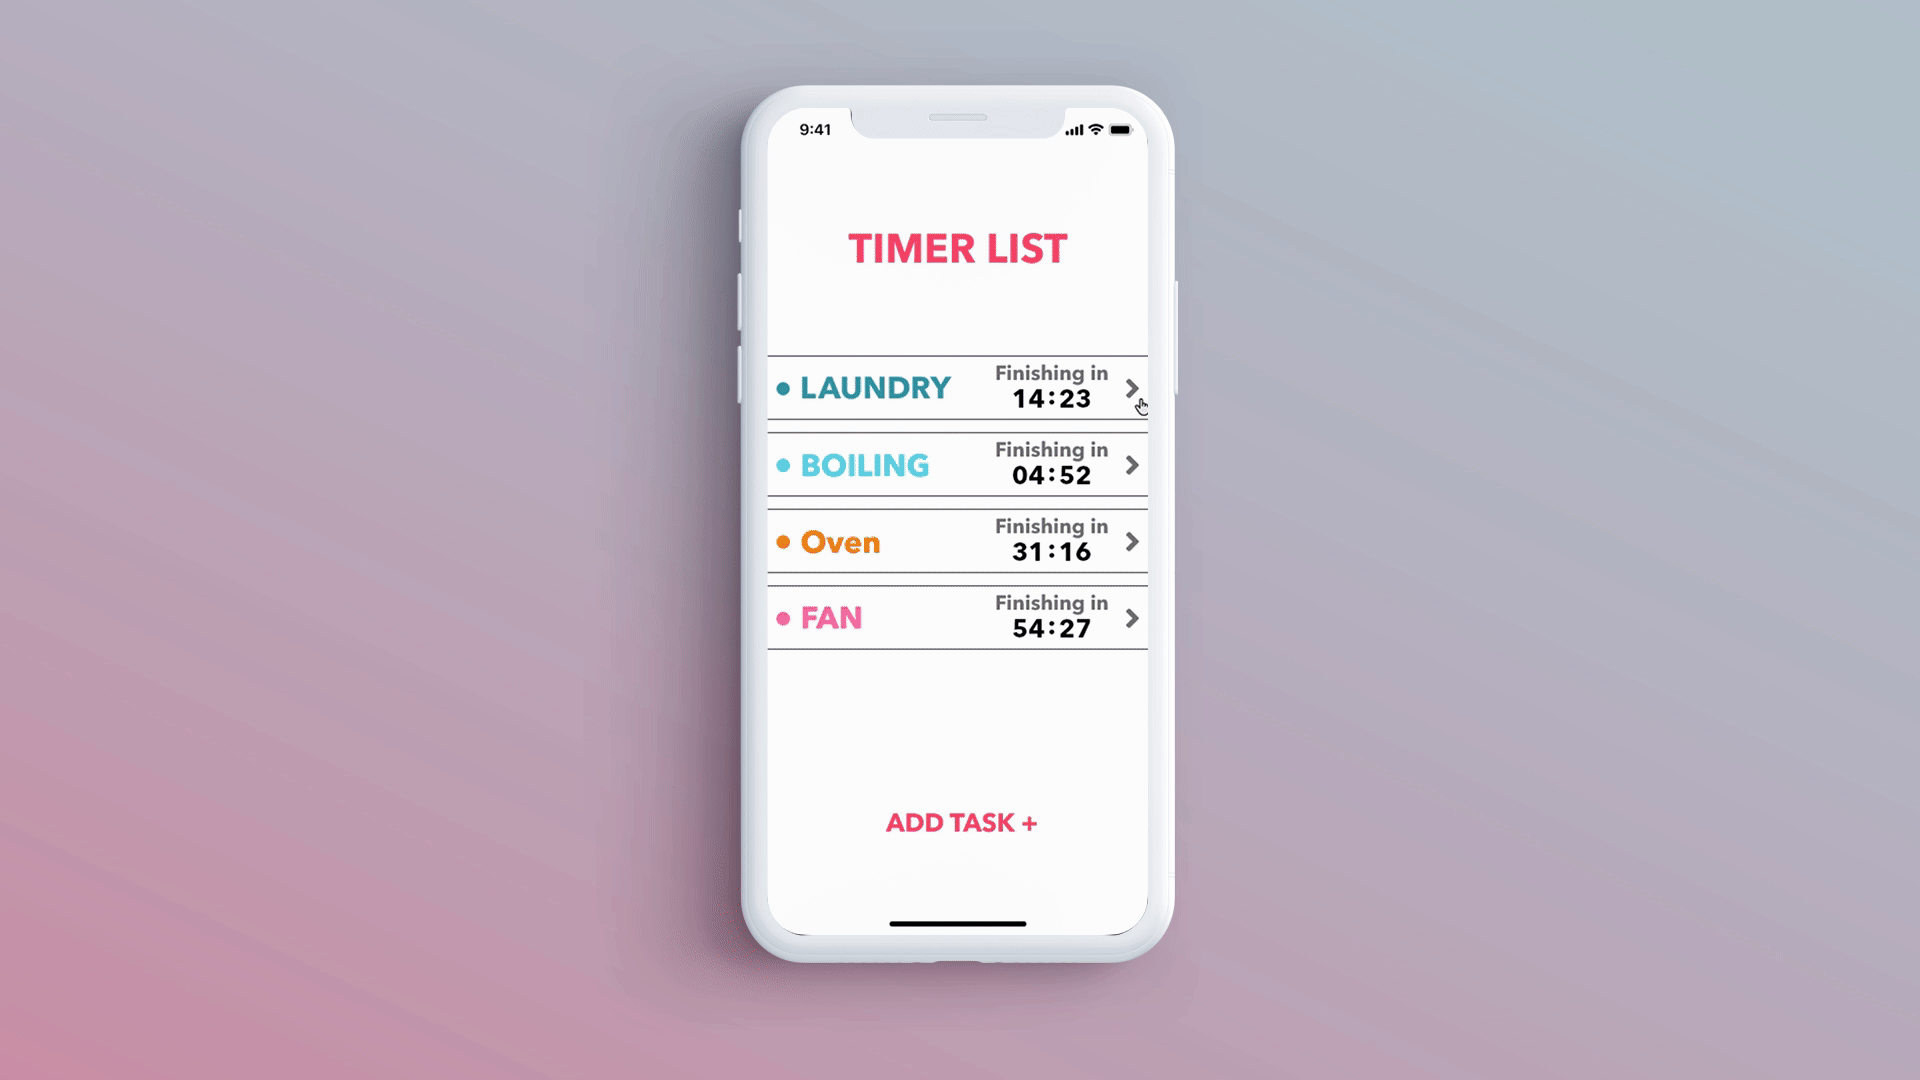 9:41
TIMER LIST
LAUNDRY
Finishing in
14:23
BOILING
Finishing in
04:52
Oven
Finishing in
31:16
FAN
Finishing in
54:27
ADD TASK +